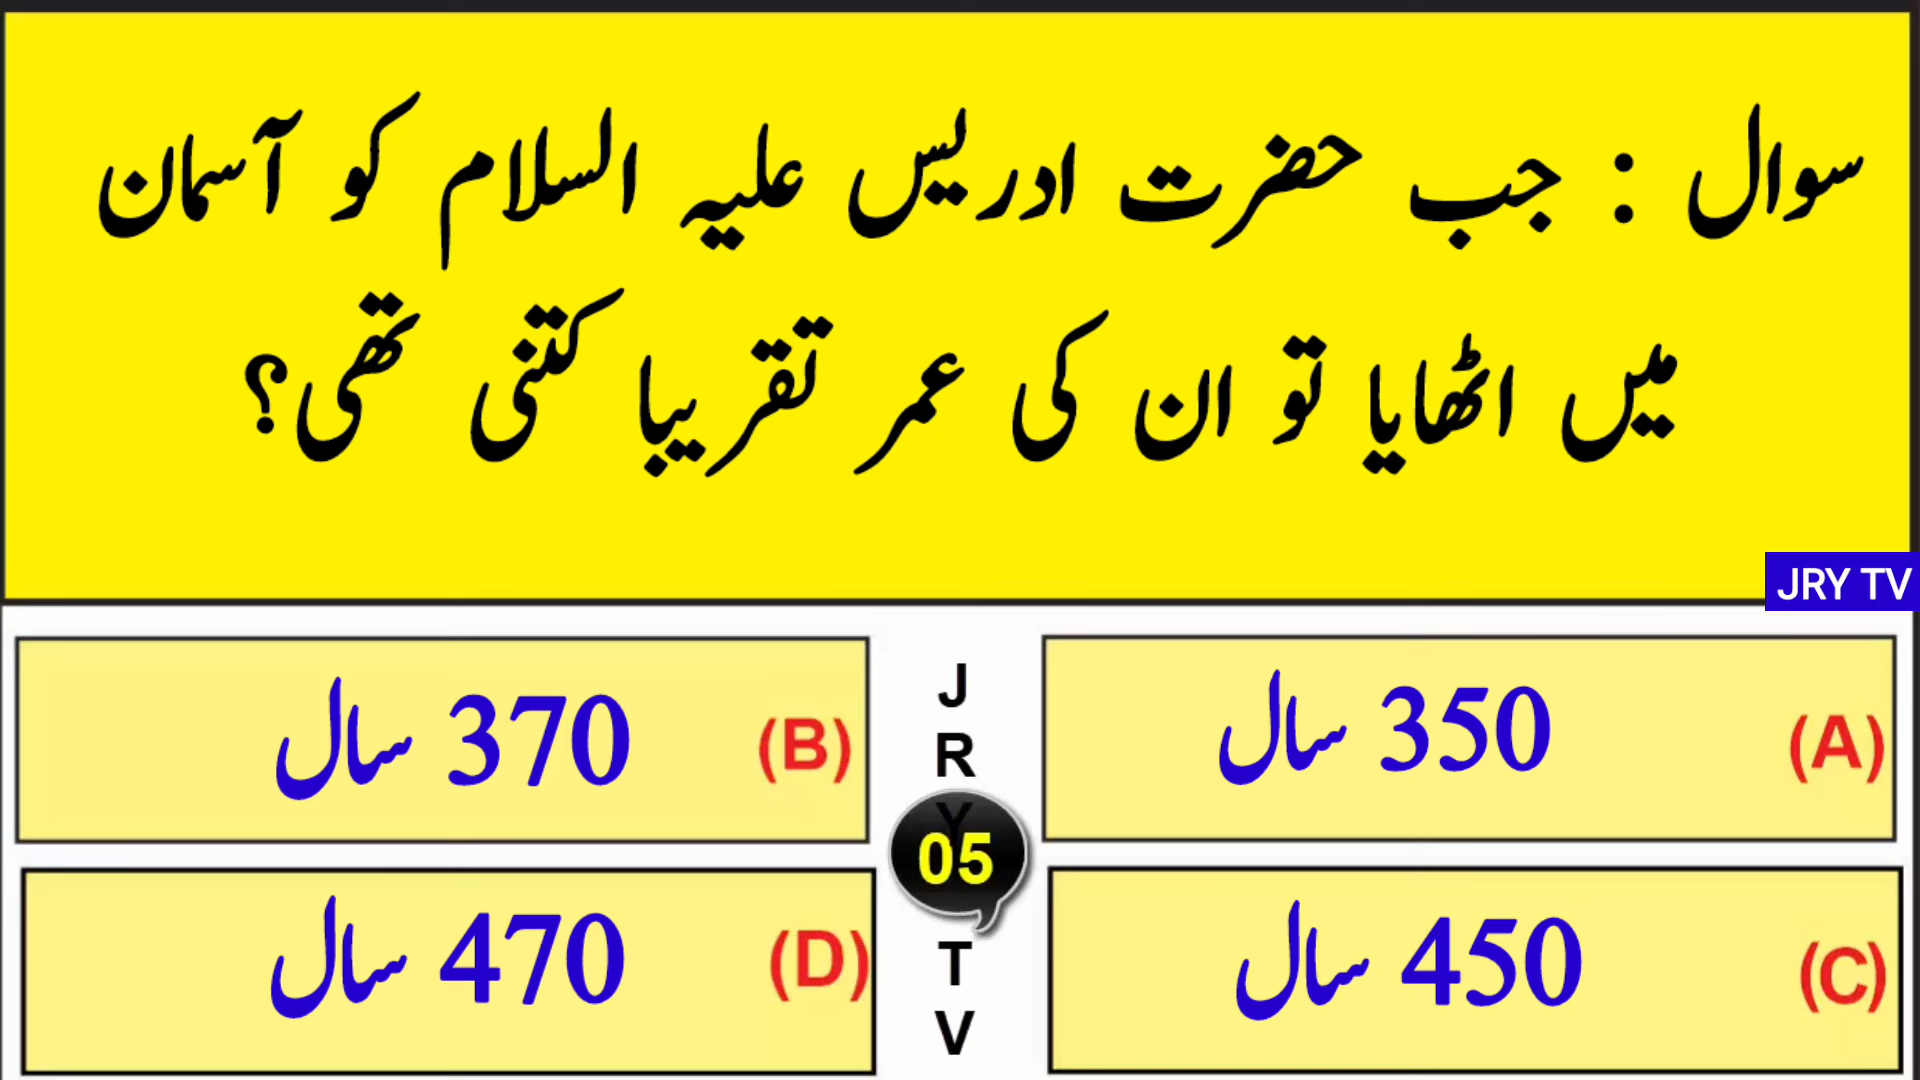 سوال : جب حضرت ادریس علیہ السلام کو آسمان
میں اٹھایا تو ان کی عمر تقریبا کتنی تھی؟
JRY TV
(A) 350 سال
(B) 370 سال
(C) 450 سال
(D) 470 سال
J
R
Y
05
T
V